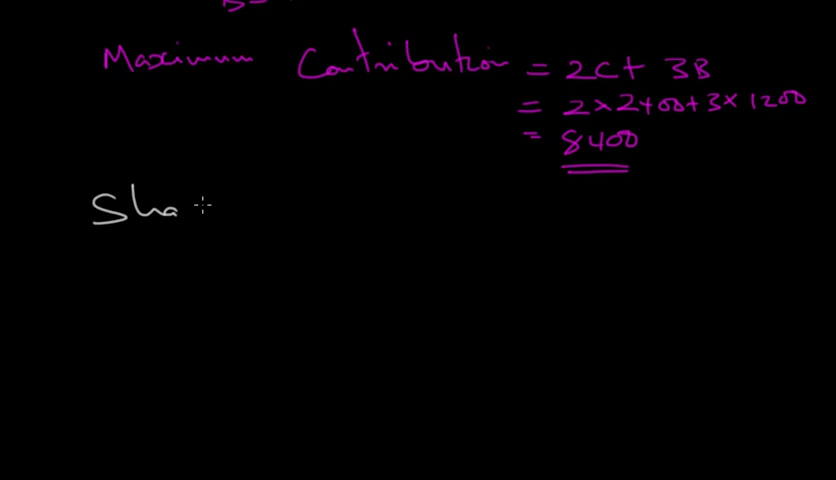 Maximum Contribution = 2C + 3B
= 2 × 2400 + 3 × 1200
= 8400
Sha